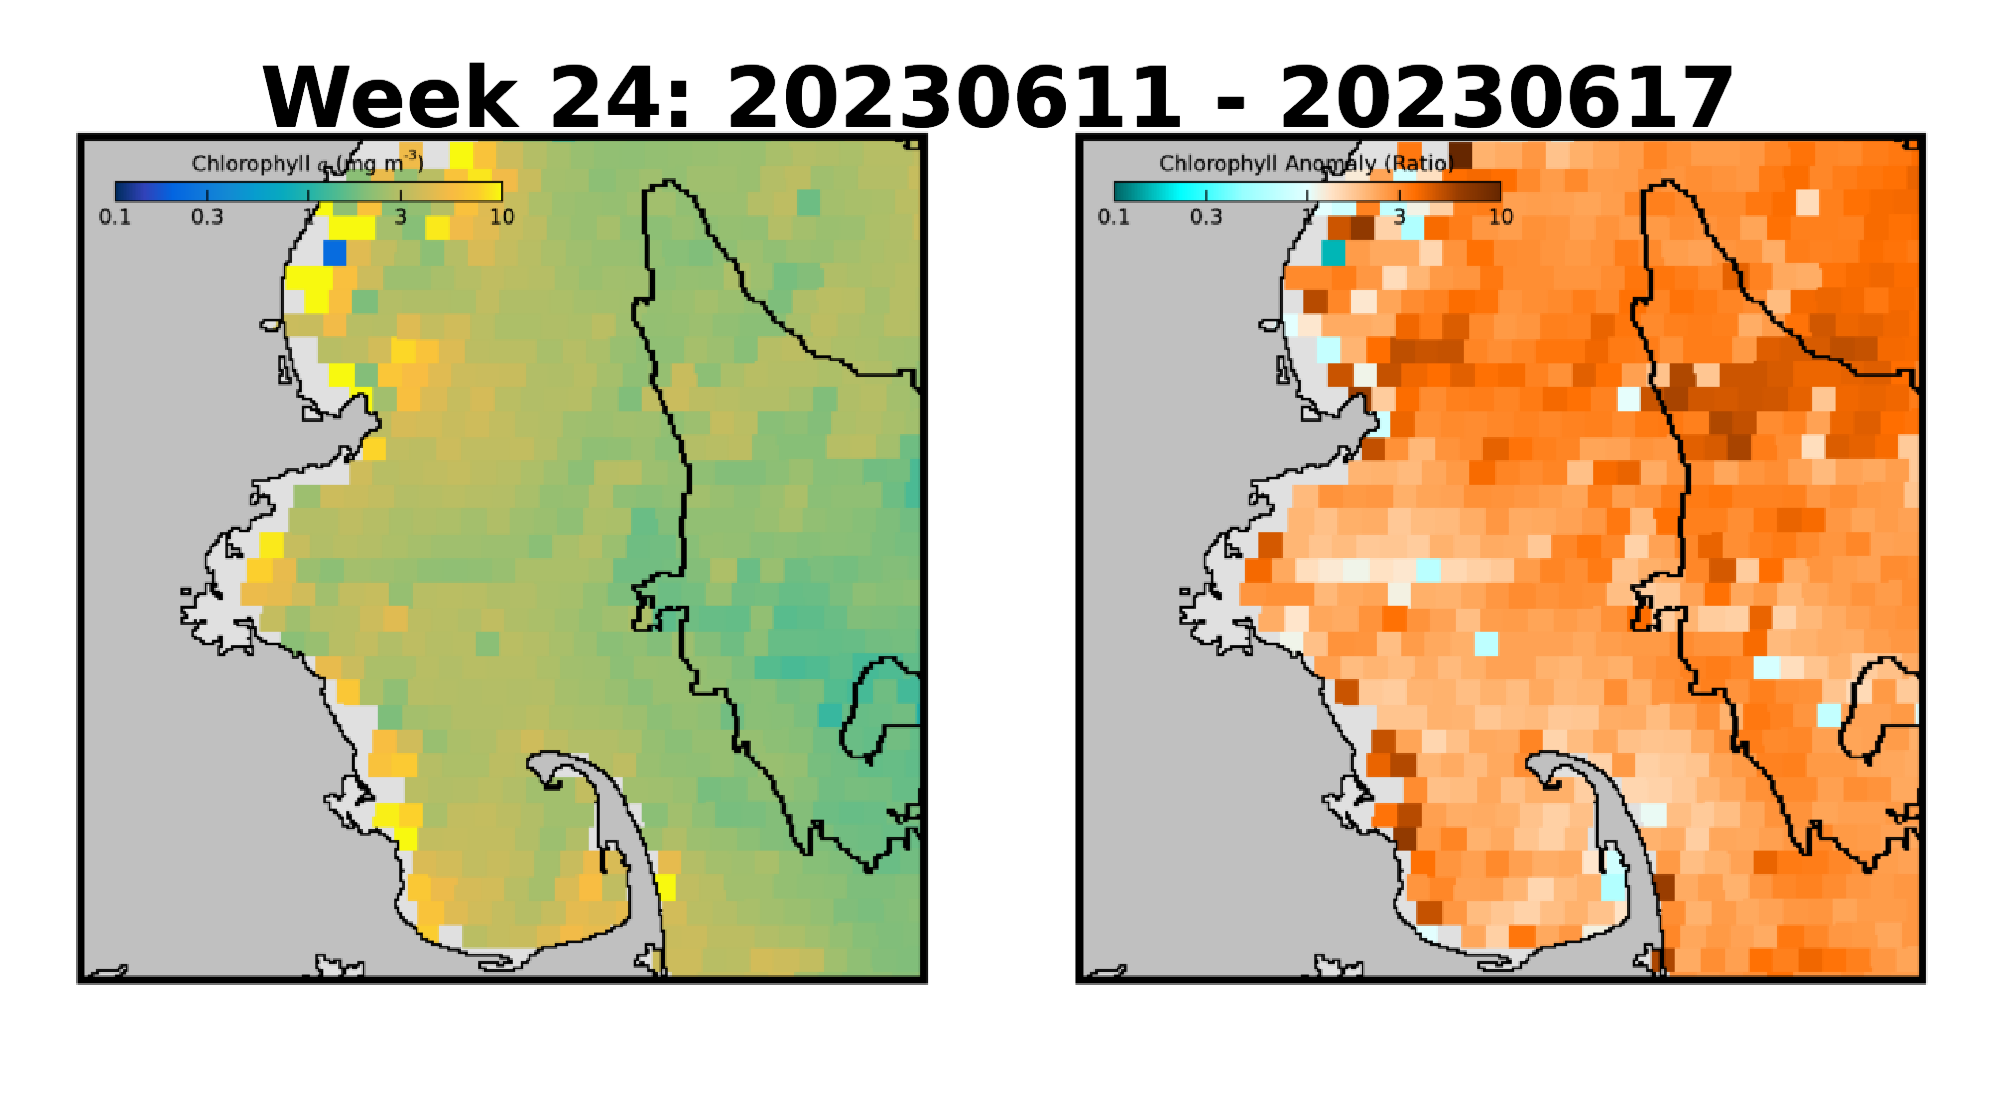 Week 24: 20230611 - 20230617
Chlorophyll a (mg m-3)
0.1 0.3 1 3 10
Chlorophyll Anomaly (Ratio)
0.1 0.3 1 3 10